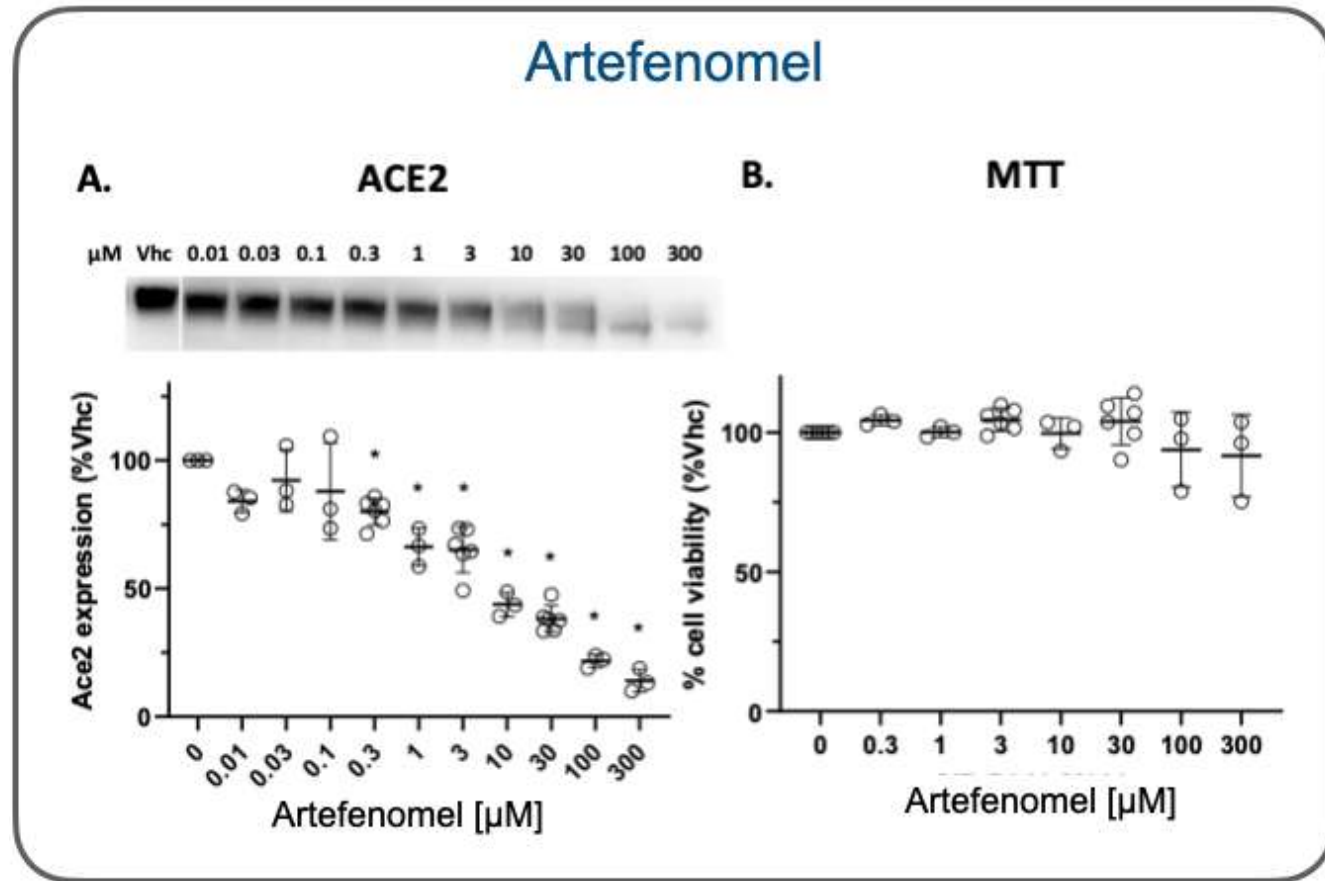 Artefenomel
A. ACE2
µM Vhc 0.01 0.03 0.1 0.3 1 3 10 30 100 300
Ace2 expression (%Vhc)
100
50
0
* * * * * * *
0 0.01 0.03 0.1 0.3 1 3 10 30 100 300
Artefenomel [µM]
B. MTT
% cell viability (%Vhc)
100
50
0
0 0.3 1 3 10 30 100 300
Artefenomel [µM]